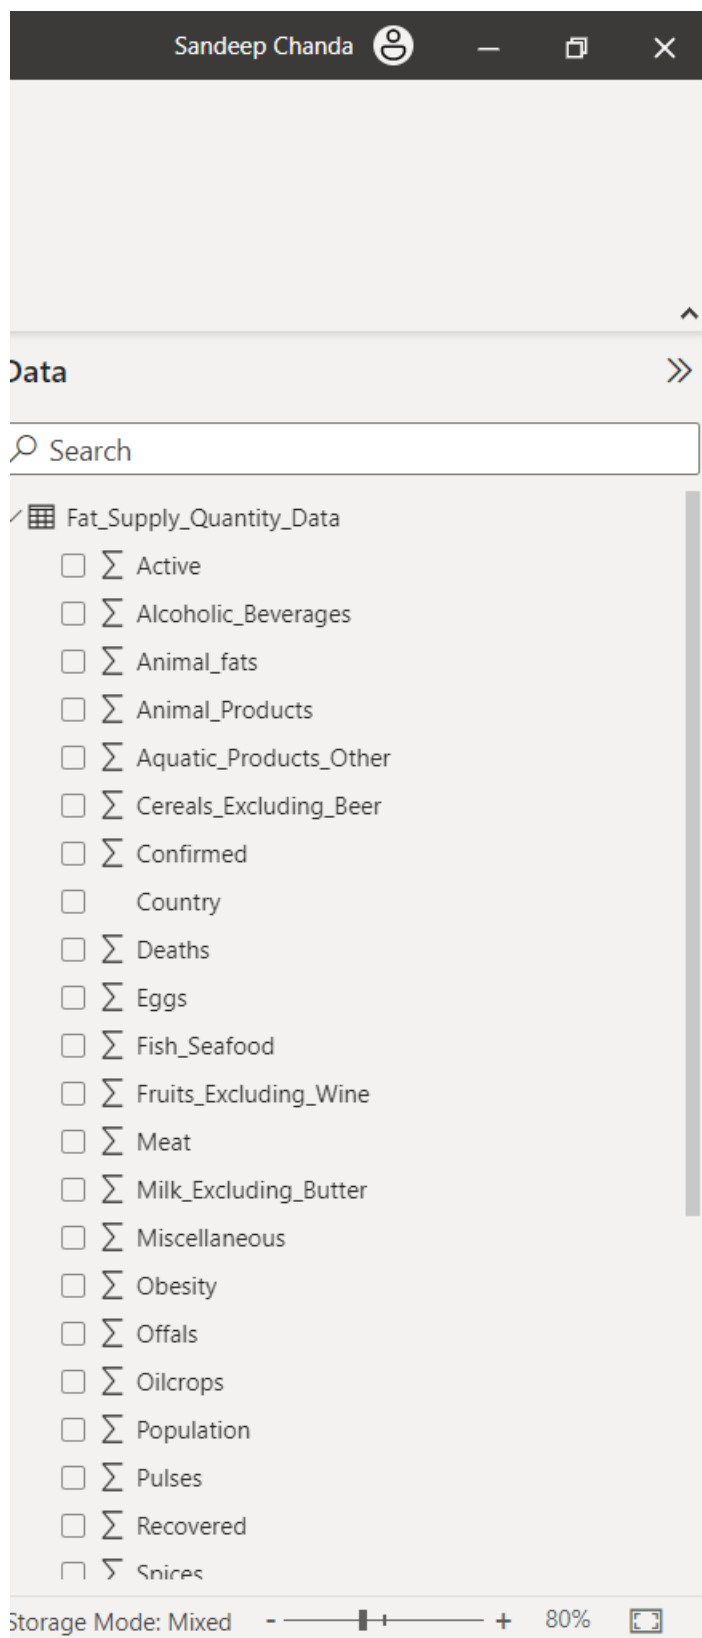 Sandeep Chanda
Data
Search
Fat_Supply_Quantity_Data
Active
Alcoholic_Beverages
Animal_fats
Animal_Products
Aquatic_Products_Other
Cereals_Excluding_Beer
Confirmed
Country
Deaths
Eggs
Fish_Seafood
Fruits_Excluding_Wine
Meat
Milk_Excluding_Butter
Miscellaneous
Obesity
Offals
Oilcrops
Population
Pulses
Recovered
Spices
Storage Mode: Mixed - + 80%